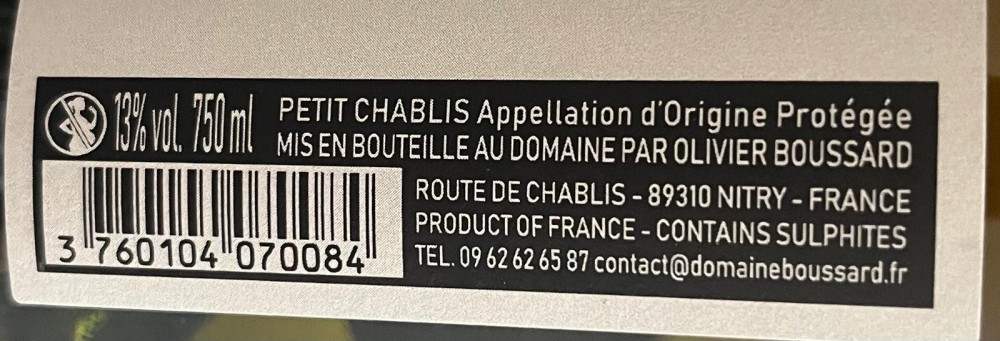 13% vol. 750 ml
PETIT CHABLIS Appellation d'Origine Protégée
MIS EN BOUTEILLE AU DOMAINE PAR OLIVIER BOUSSARD
ROUTE DE CHABLIS - 89310 NITRY - FRANCE
PRODUCT OF FRANCE - CONTAINS SULPHITES
TEL. 09 62 62 65 87 contact@domaineboussard.fr
3 760104 070084